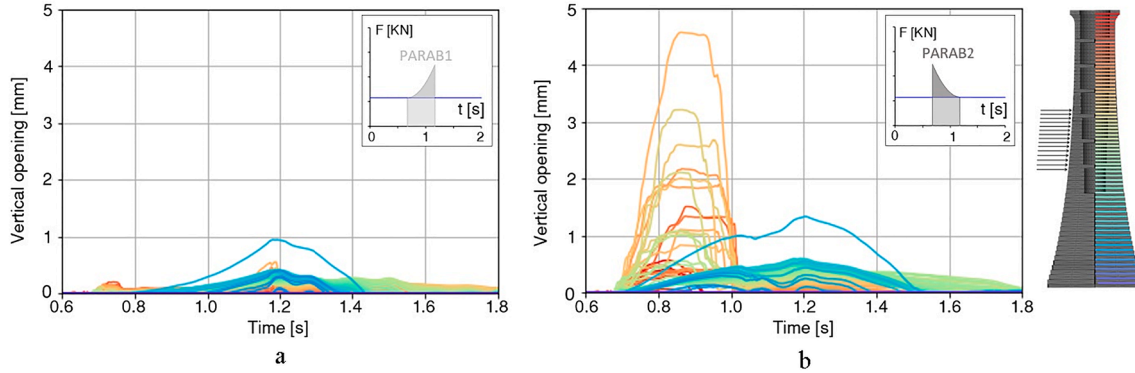 5
4
3
2
1
0
Vertical opening [mm]
0.6 0.8 1.0 1.2 1.4 1.6 1.8
Time [s]
F [KN]
PARAB1
t [s]
0 1 2
a
5
4
3
2
1
0
Vertical opening [mm]
0.6 0.8 1.0 1.2 1.4 1.6 1.8
Time [s]
F [KN]
PARAB2
t [s]
0 1 2
b